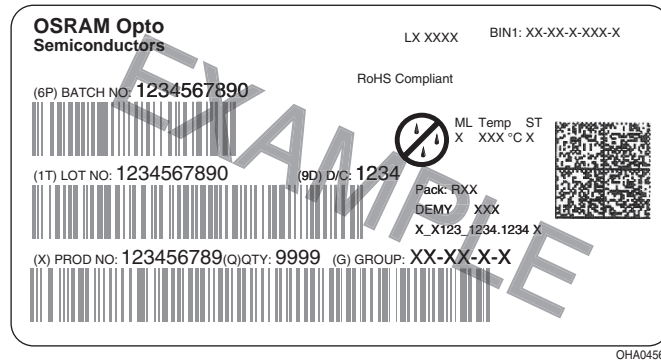 OSRAM Opto
Semiconductors
LX XXXX
BIN1: XX-XX-X-XXX-X
RoHS Compliant
(6P) BATCH NO: 1234567890
ML Temp ST
X XXX °C X
(1T) LOT NO: 1234567890
(9D) D/C: 1234
Pack: RXX
DEMY XXX
X_X123_1234.1234 X
(X) PROD NO: 123456789(Q)QTY: 9999 (G) GROUP: XX-XX-X-X
EXAMPLE